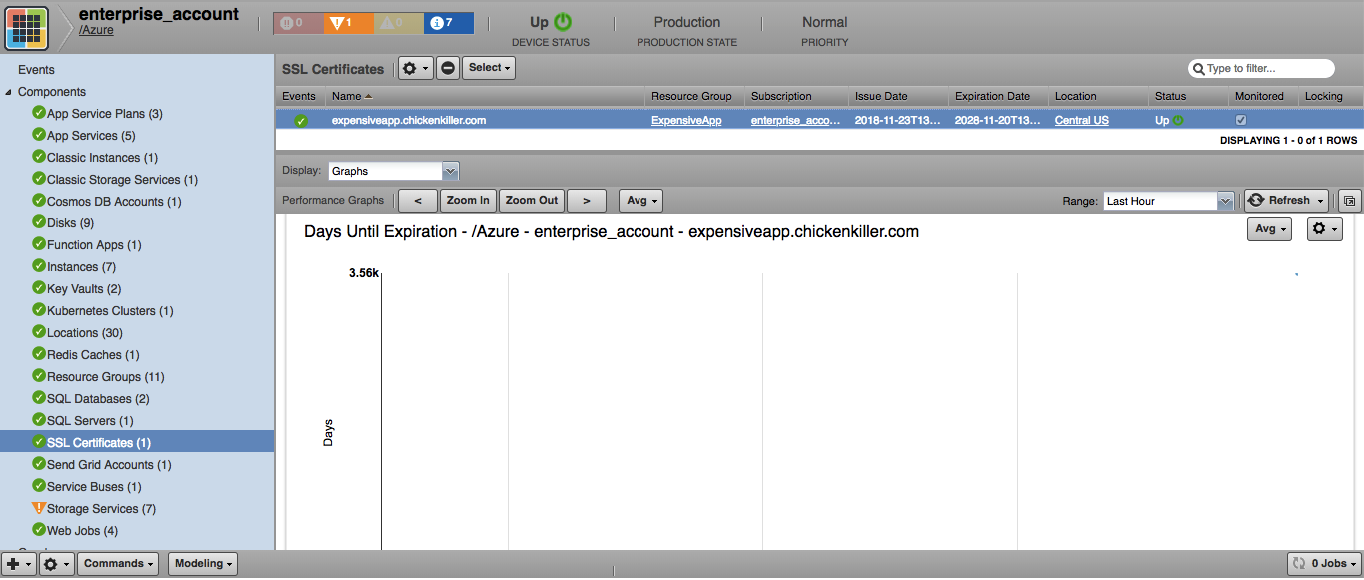 enterprise_account
/Azure
0 1 0 7
Up
DEVICE STATUS
Production
PRODUCTION STATE
Normal
PRIORITY
Events
Components
App Service Plans (3)
App Services (5)
Classic Instances (1)
Classic Storage Services (1)
Cosmos DB Accounts (1)
Disks (9)
Function Apps (1)
Instances (7)
Key Vaults (2)
Kubernetes Clusters (1)
Locations (30)
Redis Caches (1)
Resource Groups (11)
SQL Databases (2)
SQL Servers (1)
SSL Certificates (1)
Send Grid Accounts (1)
Service Buses (1)
Storage Services (7)
Web Jobs (4)
SSL Certificates Select Type to filter...
Events Name Resource Group Subscription Issue Date Expiration Date Location Status Monitored Locking
expensiveapp.chickenkiller.com ExpensiveApp enterprise_acco... 2018-11-23T13... 2028-11-20T13... Central US Up
DISPLAYING 1 - 0 of 1 ROWS
Display: Graphs
Performance Graphs < Zoom In Zoom Out > Avg Range: Last Hour Refresh
Days Until Expiration - /Azure - enterprise_account - expensiveapp.chickenkiller.com Avg
3.56k
Days
Commands Modeling 0 Jobs